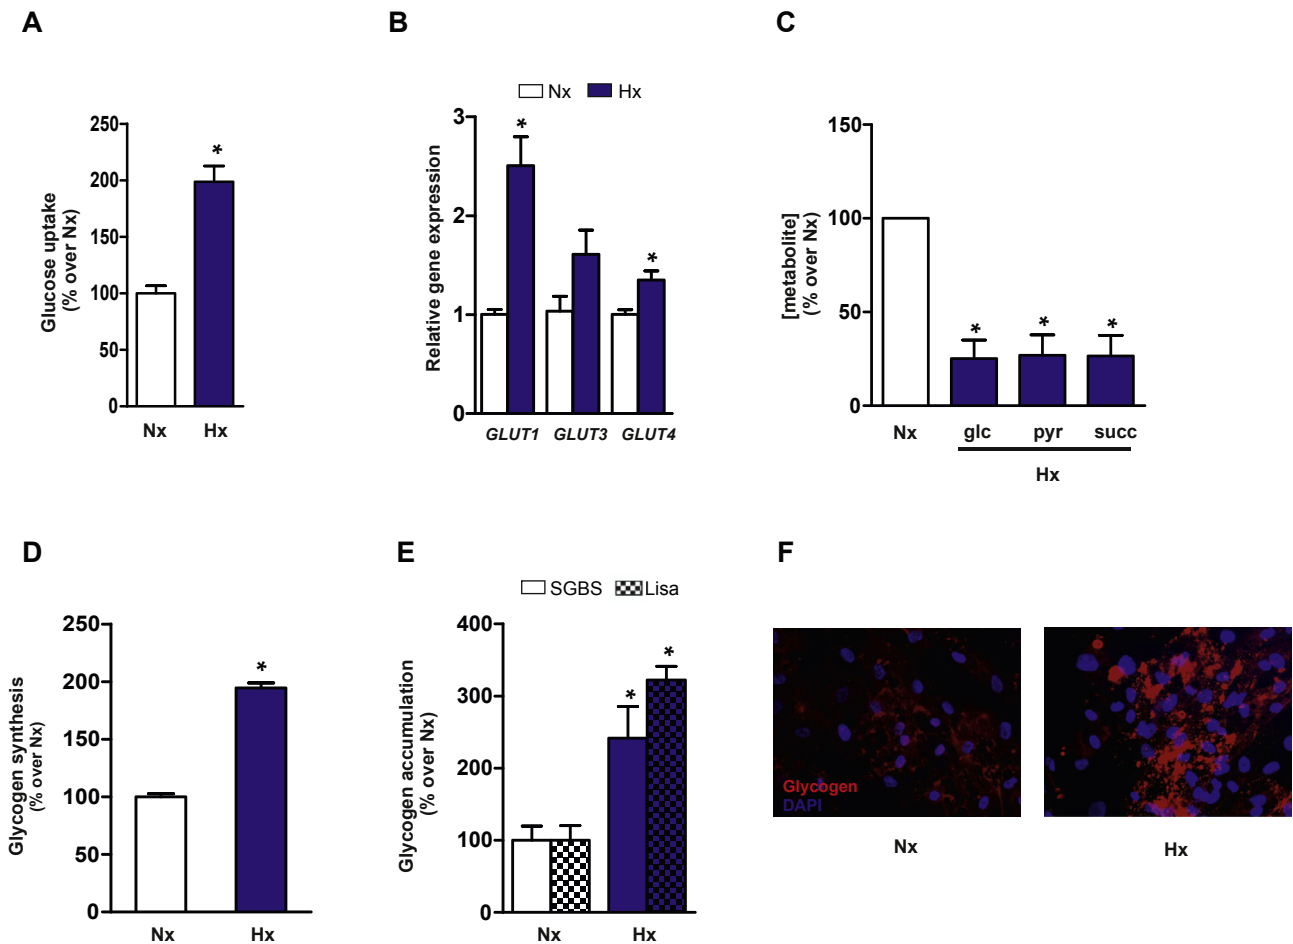 A
Glucose uptake
(% over Nx)
250
200
150
100
50
0
*
Nx Hx
B
Nx Hx
Relative gene expression
3
2
1
0
*
*
GLUT1 GLUT3 GLUT4
C
[metabolite]
(% over Nx)
150
100
50
0
* * *
Nx glc pyr succ
Hx
D
Glycogen synthesis
(% over Nx)
250
200
150
100
50
0
*
Nx Hx
E
SGBS Lisa
Glycogen accumulation
(% over Nx)
400
300
200
100
0
*
*
Nx Hx
F
Glycogen
DAPI
Nx Hx